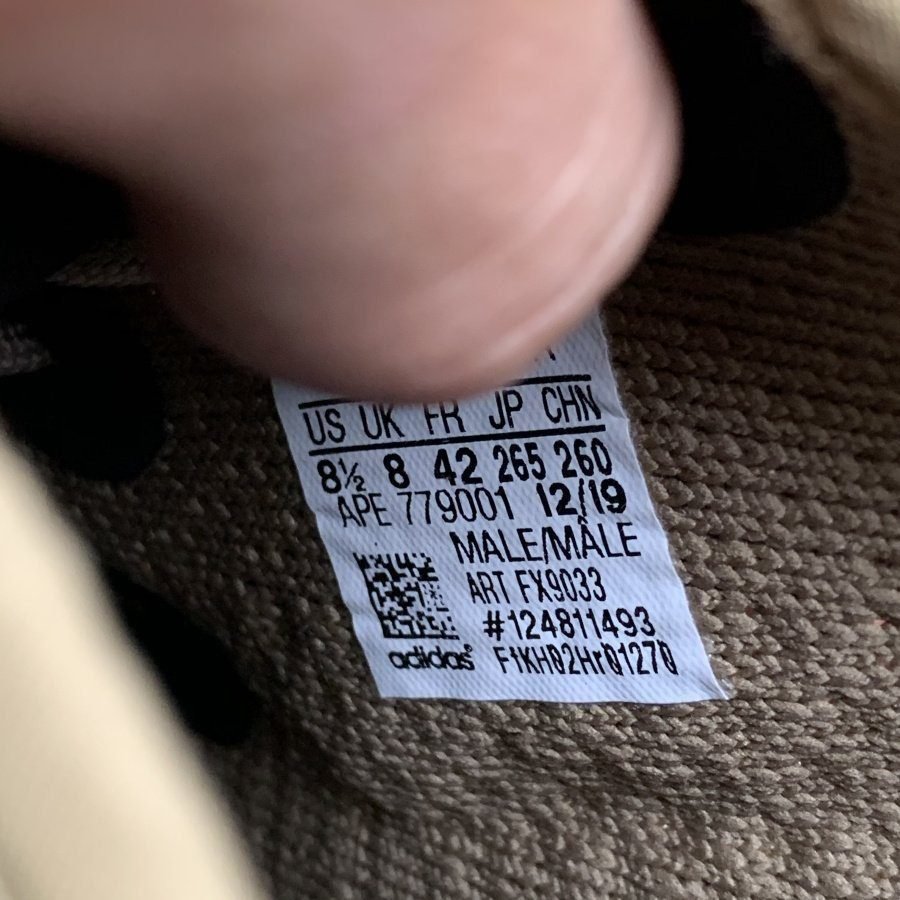 US UK FR JP CHN
8½ 8 42 265 260
APE 779001 12/19
MALE/MÂLE
ART FX9033
#124811493
adidas® FtKH02Hr01270